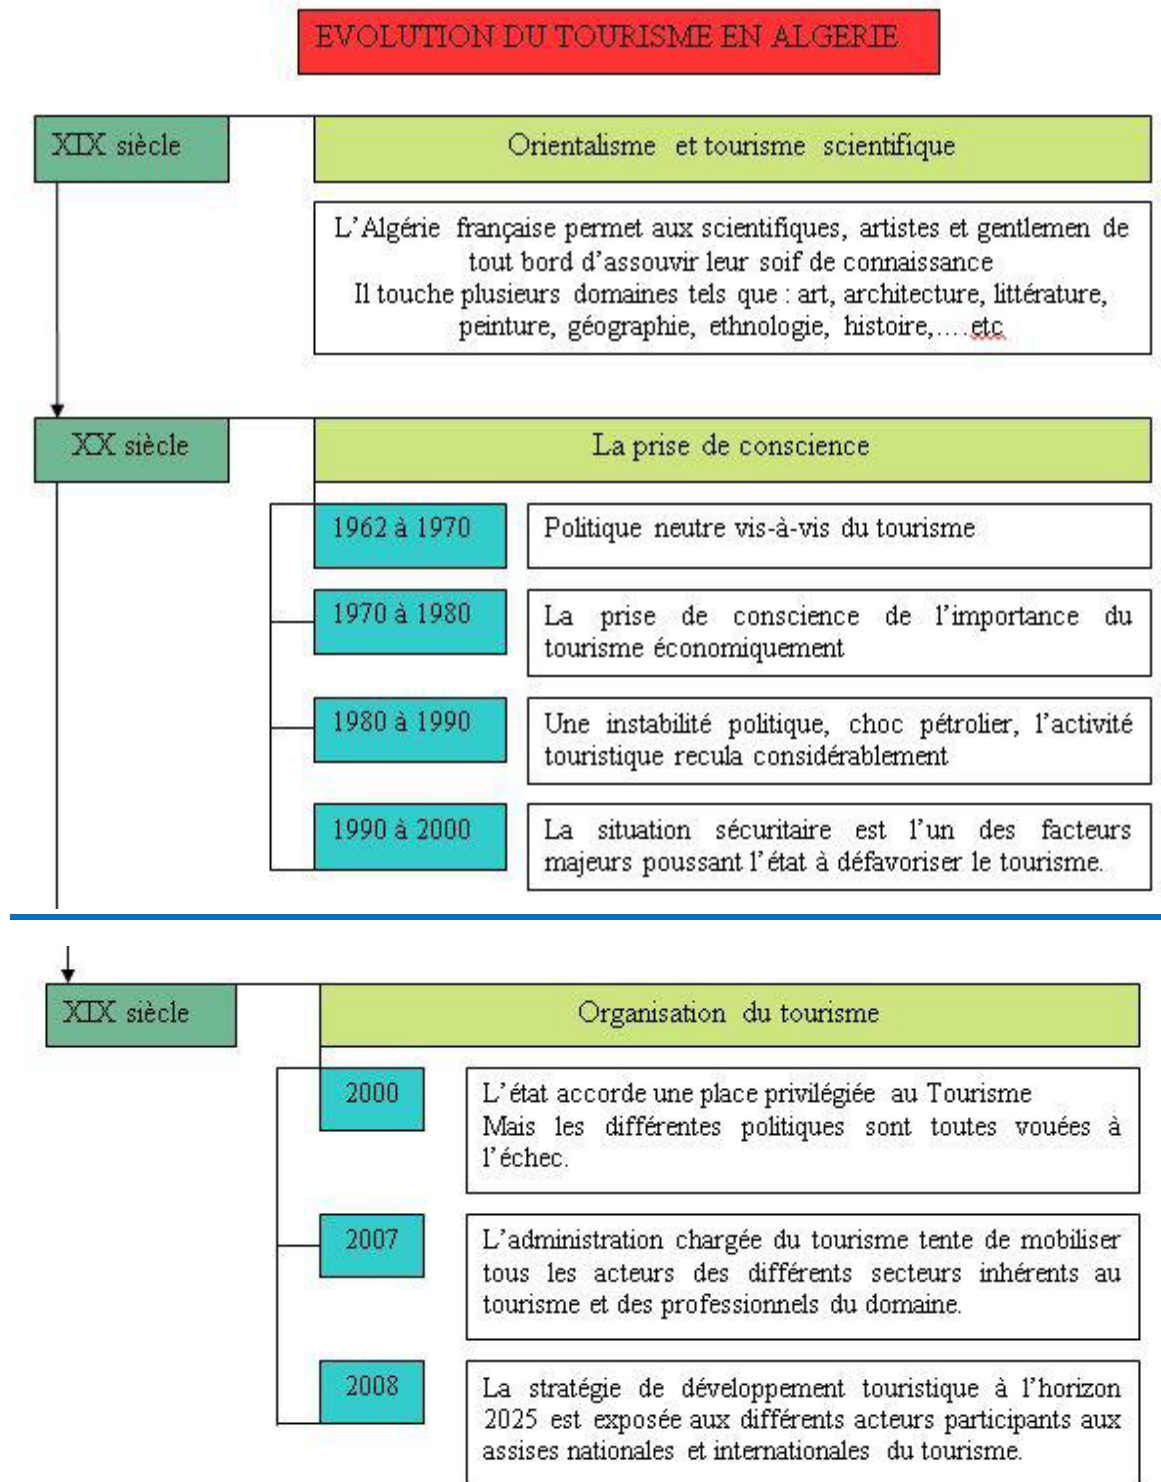 EVOLUTION DU TOURISME EN ALGERIE
XIX siècle
Orientalisme et tourisme scientifique
L'Algérie française permet aux scientifiques, artistes et gentlemen de
tout bord d'assouvir leur soif de connaissance
Il touche plusieurs domaines tels que : art, architecture, littérature,
peinture, géographie, ethnologie, histoire,....etc
XX siècle
La prise de conscience
1962 à 1970
Politique neutre vis-à-vis du tourisme
1970 à 1980
La prise de conscience de l'importance du
tourisme économiquement
1980 à 1990
Une instabilité politique, choc pétrolier, l'activité
touristique recula considérablement
1990 à 2000
La situation sécuritaire est l'un des facteurs
majeurs poussant l'état à défavoriser le tourisme.
XIX siècle
Organisation du tourisme
2000
L'état accorde une place privilégiée au Tourisme
Mais les différentes politiques sont toutes vouées à
l'échec.
2007
L'administration chargée du tourisme tente de mobiliser
tous les acteurs des différents secteurs inhérents au
tourisme et des professionnels du domaine.
2008
La stratégie de développement touristique à l'horizon
2025 est exposée aux différents acteurs participants aux
assises nationales et internationales du tourisme.